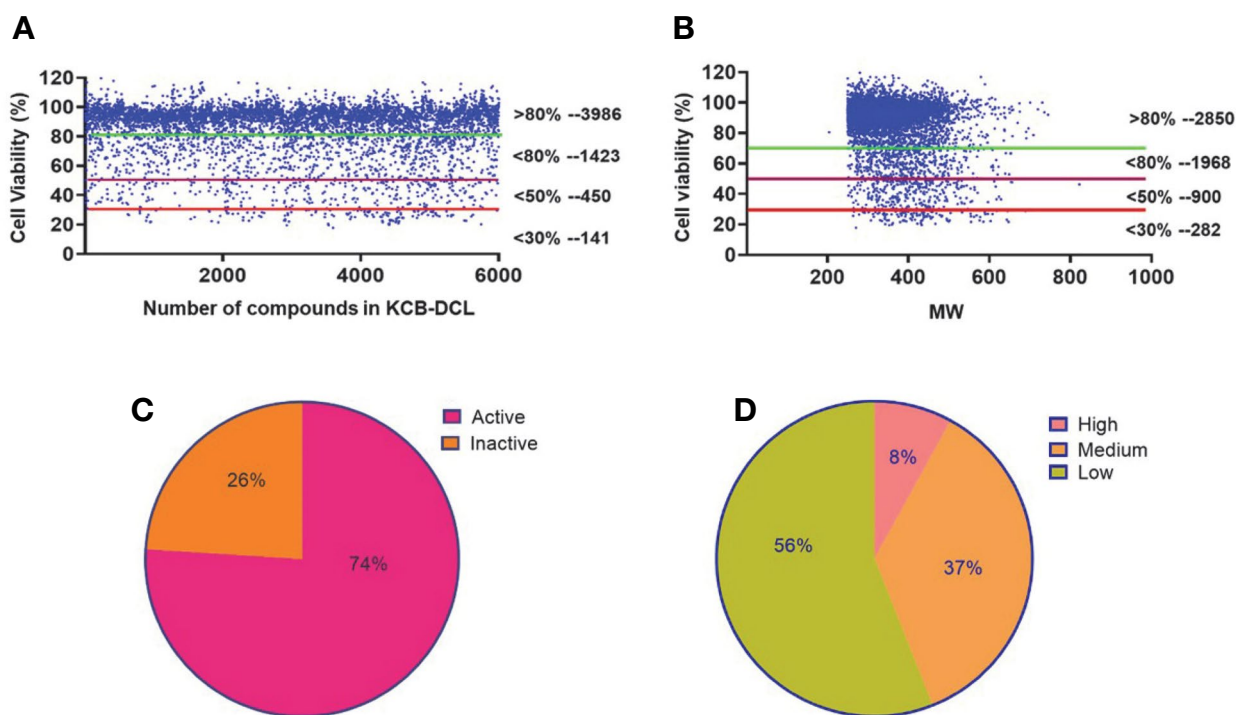 A
Cell Viability (%)
120
100
80
60
40
20
0
2000
4000
6000
Number of compounds in KCB-DCL
>80% --3986
<80% --1423
<50% --450
<30% --141
B
Cell viability (%)
120
100
80
60
40
20
0
200
400
600
800
1000
MW
>80% --2850
<80% --1968
<50% --900
<30% --282
C
Active
Inactive
26%
74%
D
High
Medium
Low
8%
56%
37%